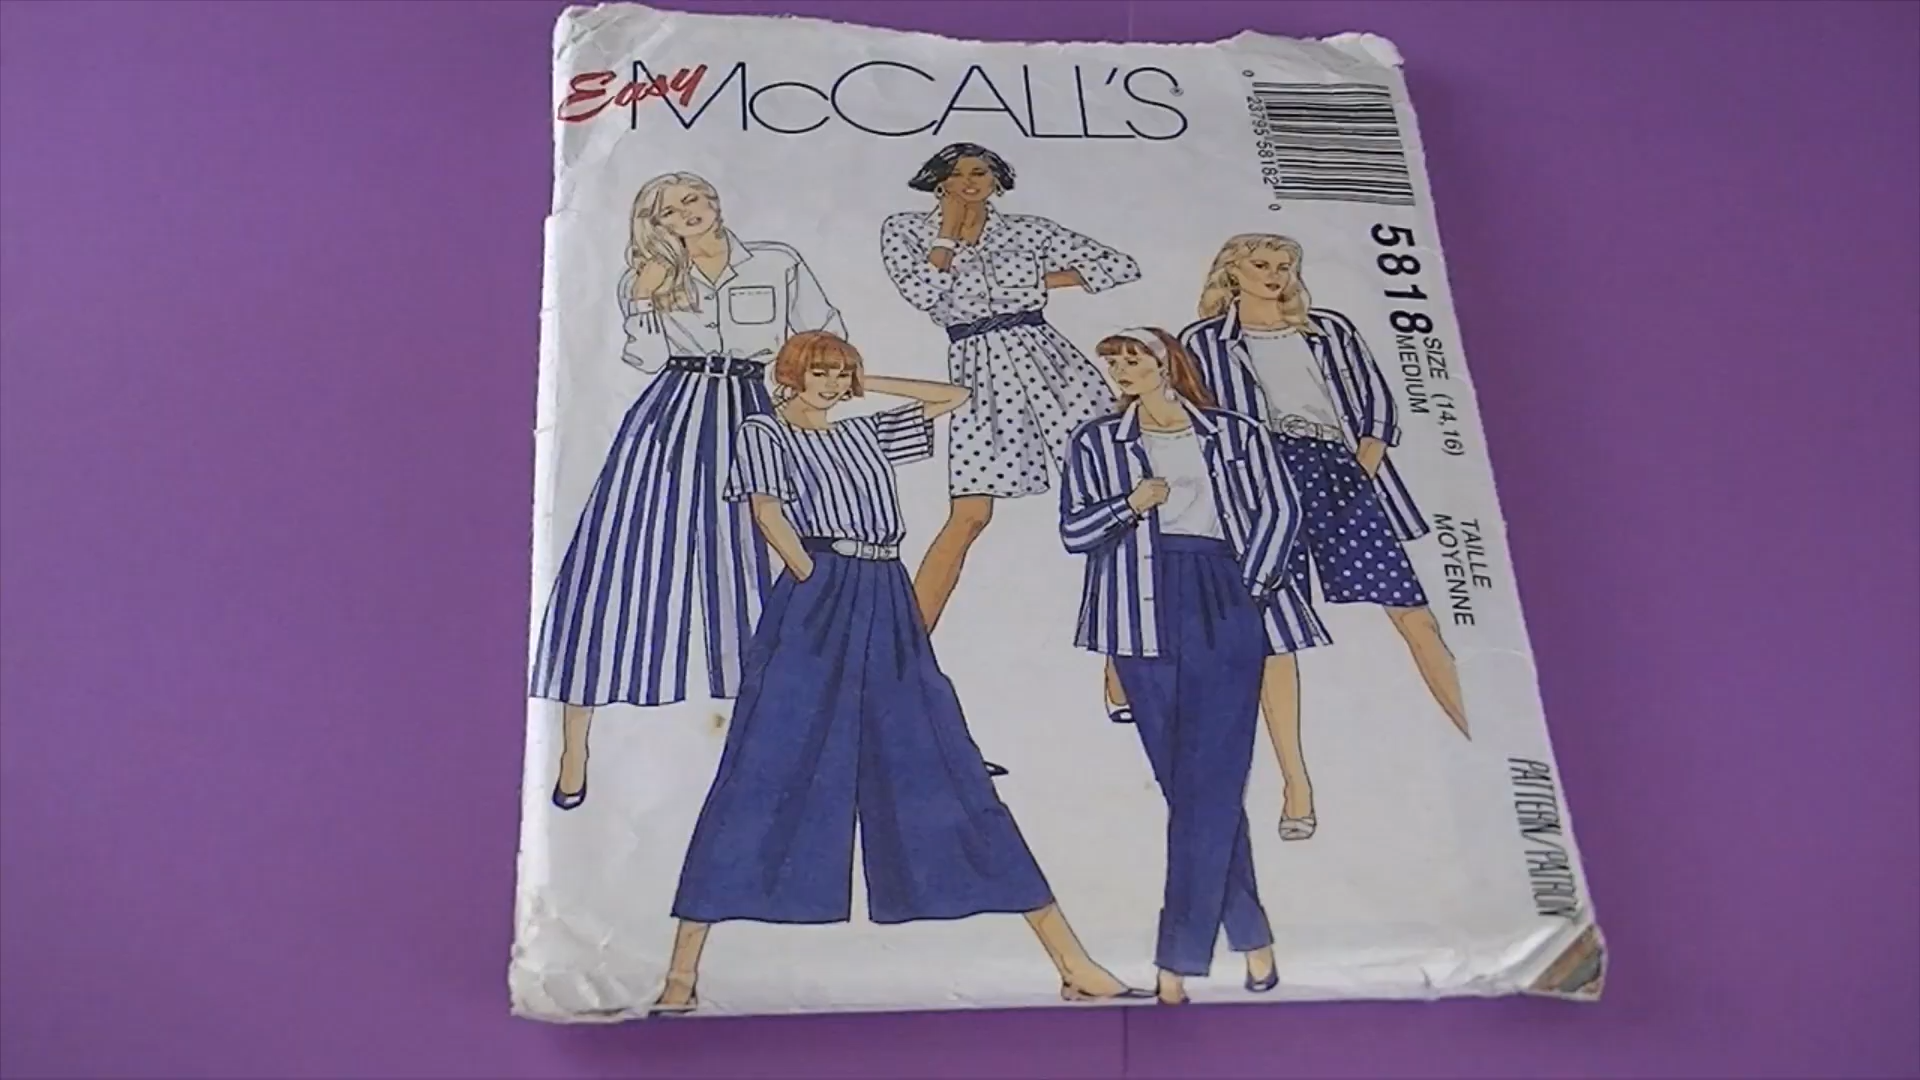 Easy McCALL'S®
0 23795 58182 0
5818 SIZE (14,16)
MEDIUM
TAILLE
MOYENNE
PATTERN/PATRON